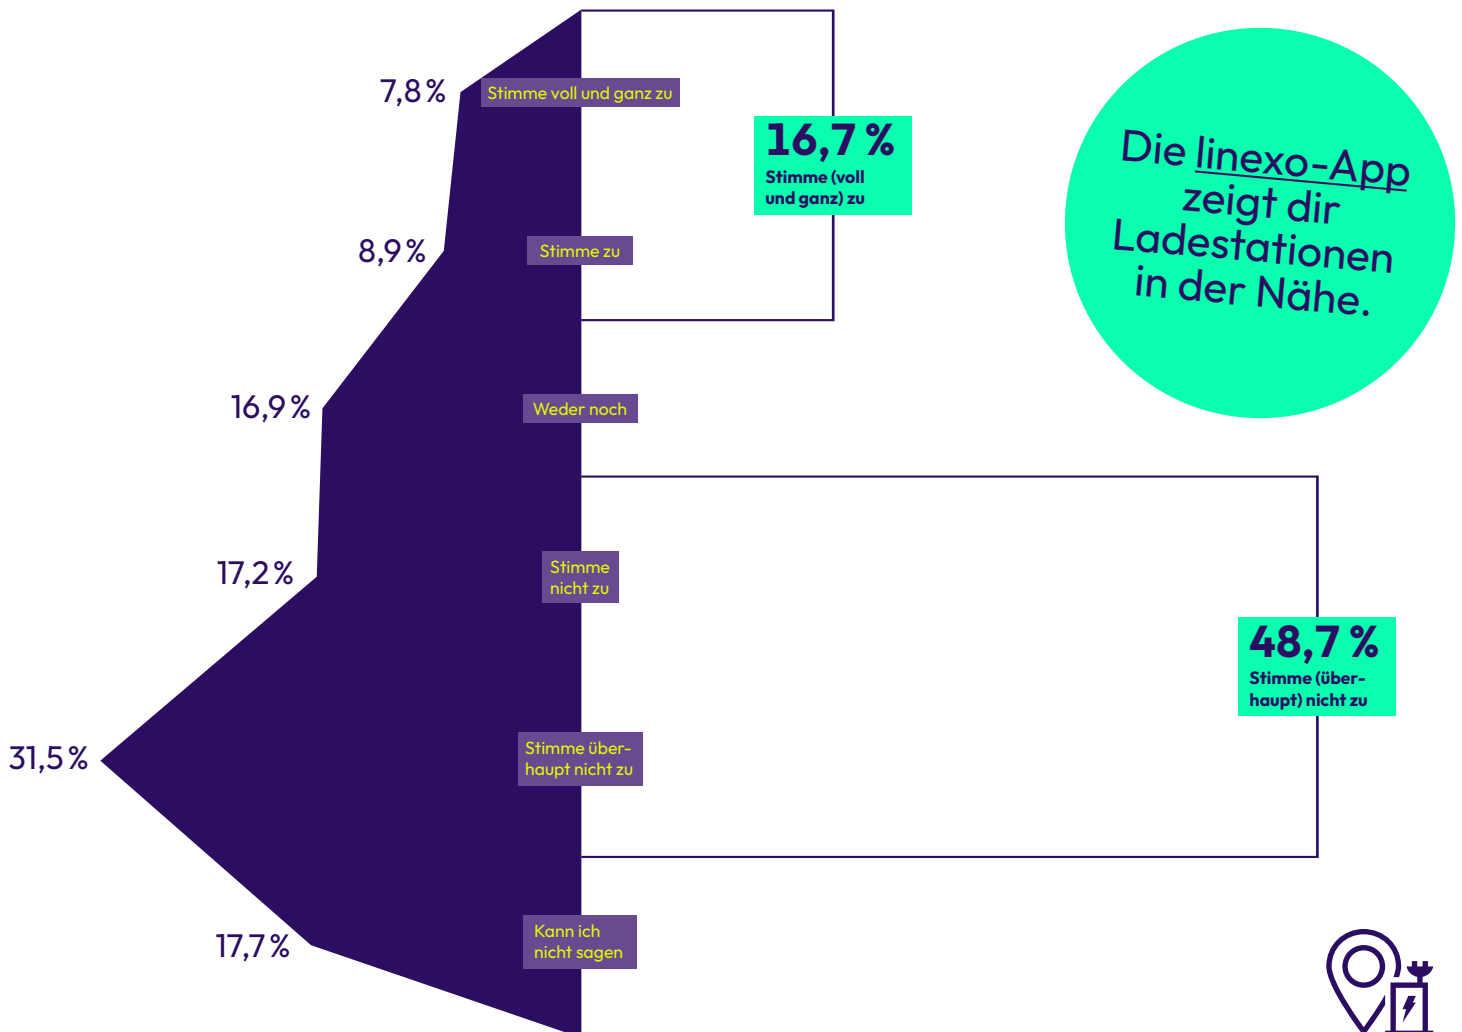 7,8 %
Stimme voll und ganz zu
16,7 %
Stimme (voll
und ganz) zu
Die linexo-App
zeigt dir
Ladestationen
in der Nähe.
8,9 %
Stimme zu
16,9 %
Weder noch
17,2 %
Stimme
nicht zu
48,7 %
Stimme (über-
haupt) nicht zu
31,5 %
Stimme über-
haupt nicht zu
17,7 %
Kann ich
nicht sagen